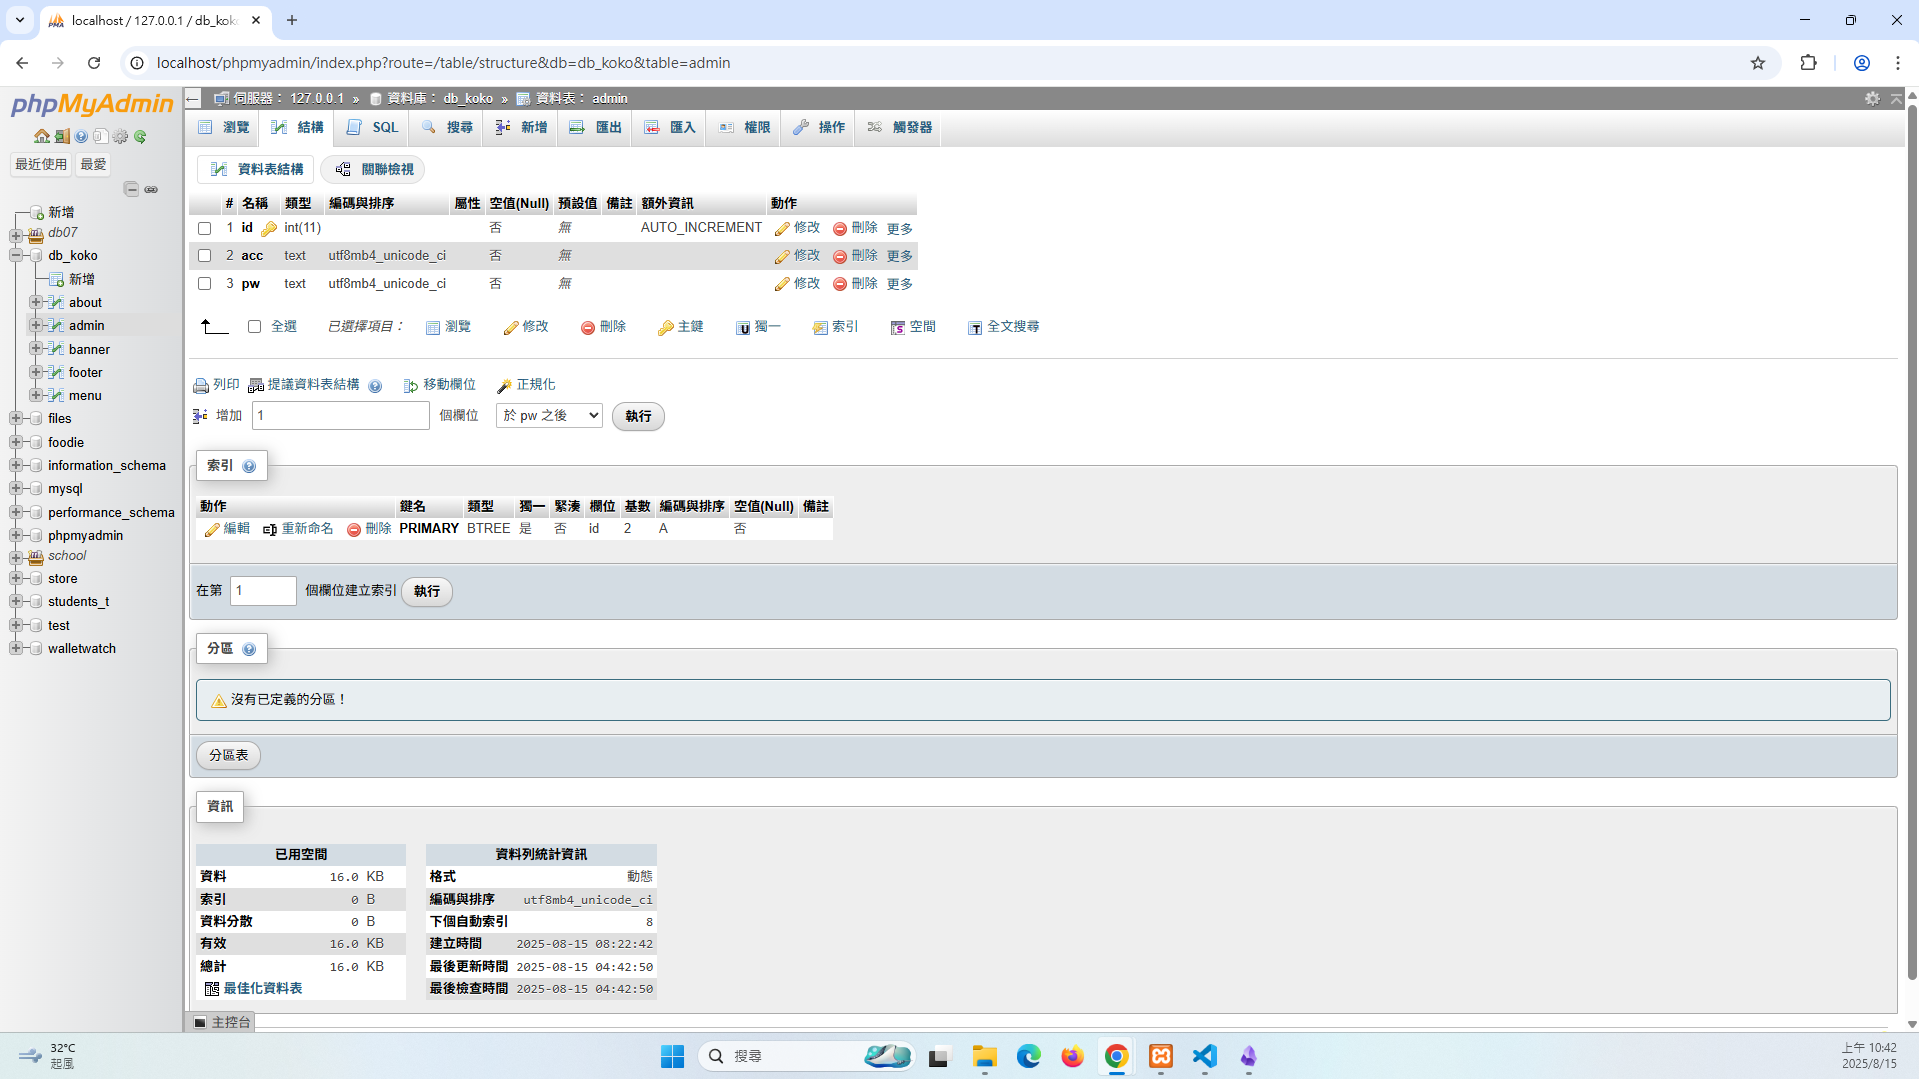 localhost / 127.0.0.1 / db_koko
localhost/phpmyadmin/index.php?route=/table/structure&db=db_koko&table=admin
phpMyAdmin
最近使用 最愛
新增
db07
db_koko
新增
about
admin
banner
footer
menu
files
foodie
information_schema
mysql
performance_schema
phpmyadmin
school
store
students_t
test
walletwatch
伺服器： 127.0.0.1 » 資料庫： db_koko » 資料表： admin
瀏覽 結構 SQL 搜尋 新增 匯出 匯入 權限 操作 觸發器
資料表結構 關聯檢視
# 名稱 類型 編碼與排序 屬性 空值(Null) 預設值 備註 額外資訊 動作
1 id int(11) 否 無 AUTO_INCREMENT 修改 刪除 更多
2 acc text utf8mb4_unicode_ci 否 無 修改 刪除 更多
3 pw text utf8mb4_unicode_ci 否 無 修改 刪除 更多
全選 已選擇項目： 瀏覽 修改 刪除 主鍵 獨一 索引 空間 全文搜尋
列印 提議資料表結構 移動欄位 正規化
增加 1 個欄位 於 pw 之後 執行
索引
動作 鍵名 類型 獨一 緊湊 欄位 基數 編碼與排序 空值(Null) 備註
編輯 重新命名 刪除 PRIMARY BTREE 是 否 id 2 A 否
在第 1 個欄位建立索引 執行
分區
沒有已定義的分區！
分區表
資訊
已用空間
資料 16.0 KB
索引 0 B
資料分散 0 B
有效 16.0 KB
總計 16.0 KB
最佳化資料表
資料列統計資訊
格式 動態
編碼與排序 utf8mb4_unicode_ci
下個自動索引 8
建立時間 2025-08-15 08:22:42
最後更新時間 2025-08-15 04:42:50
最後檢查時間 2025-08-15 04:42:50
主控台
32°C
起風
搜尋
上午 10:42
2025/8/15